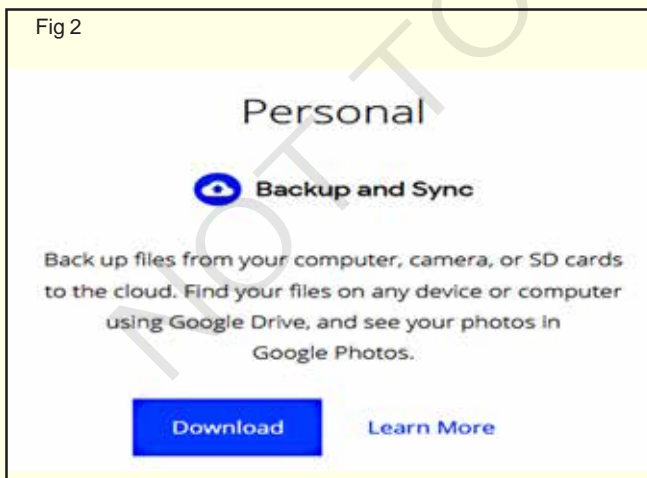 Fig 2
Personal
Backup and Sync
Back up files from your computer, camera, or SD cards
to the cloud. Find your files on any device or computer
using Google Drive, and see your photos in
Google Photos.
Download Learn More
NOT TO